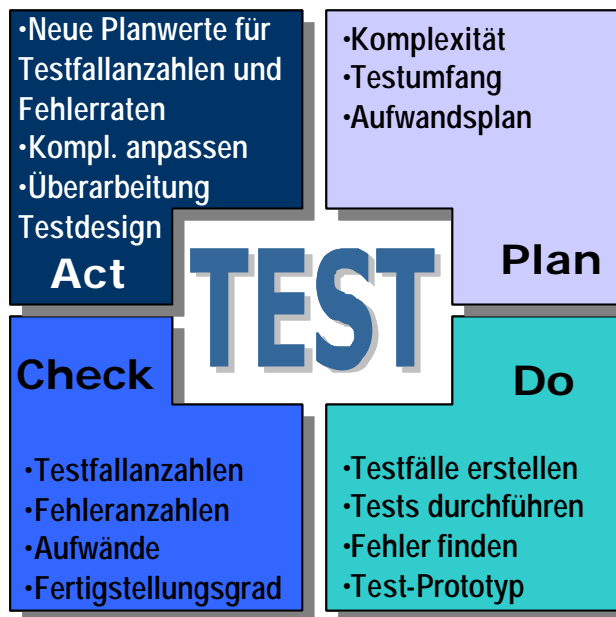 •Neue Planwerte für
Testfallanzahlen und
Fehlerraten
•Kompl. anpassen
•Überarbeitung
Testdesign
Act
•Komplexität
•Testumfang
•Aufwandsplan
Plan
TEST
Check
•Testfallanzahlen
•Fehleranzahlen
•Aufwände
•Fertigstellungsgrad
Do
•Testfälle erstellen
•Tests durchführen
•Fehler finden
•Test-Prototyp